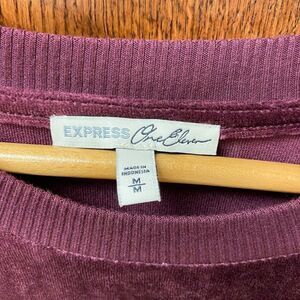 EXPRESS One Eleven
MADE IN
INDONESIA
M
M